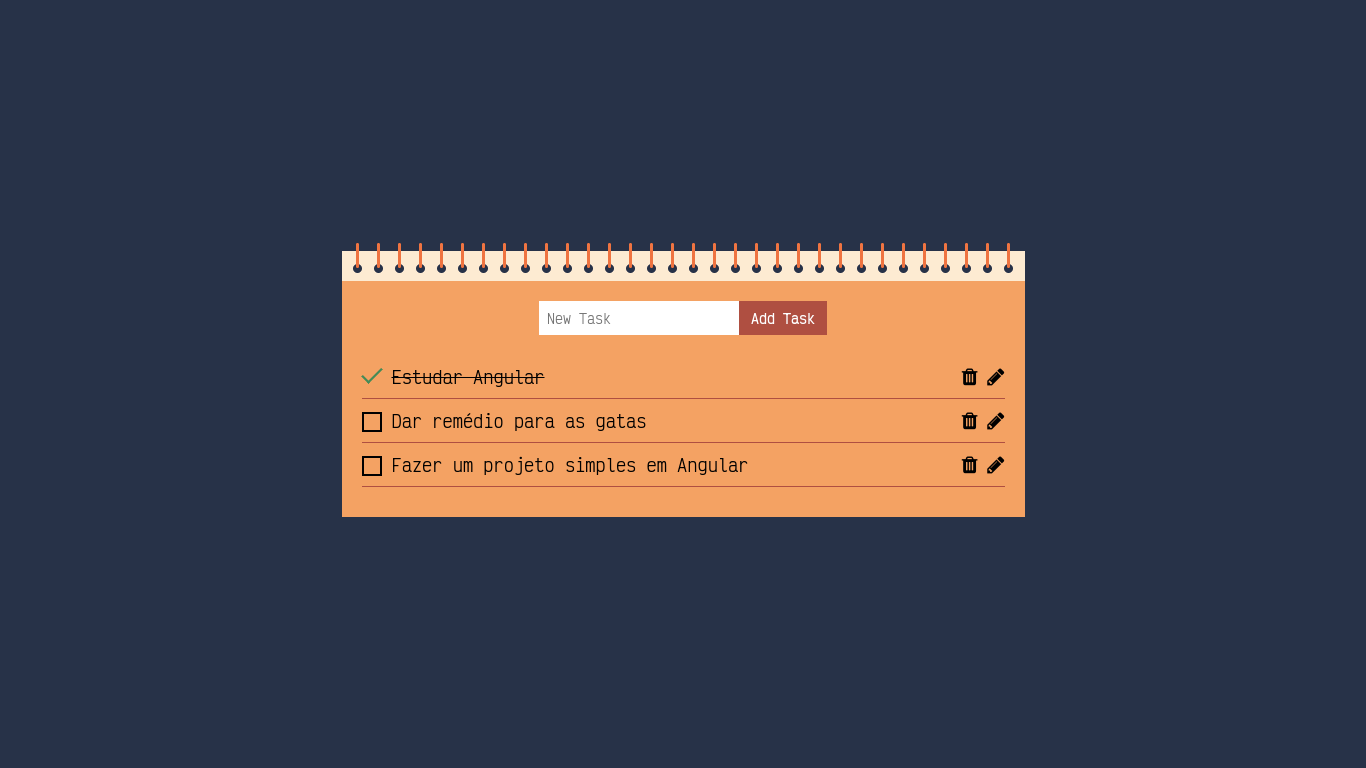 New Task
Add Task
Estudar Angular
Dar remédio para as gatas
Fazer um projeto simples em Angular